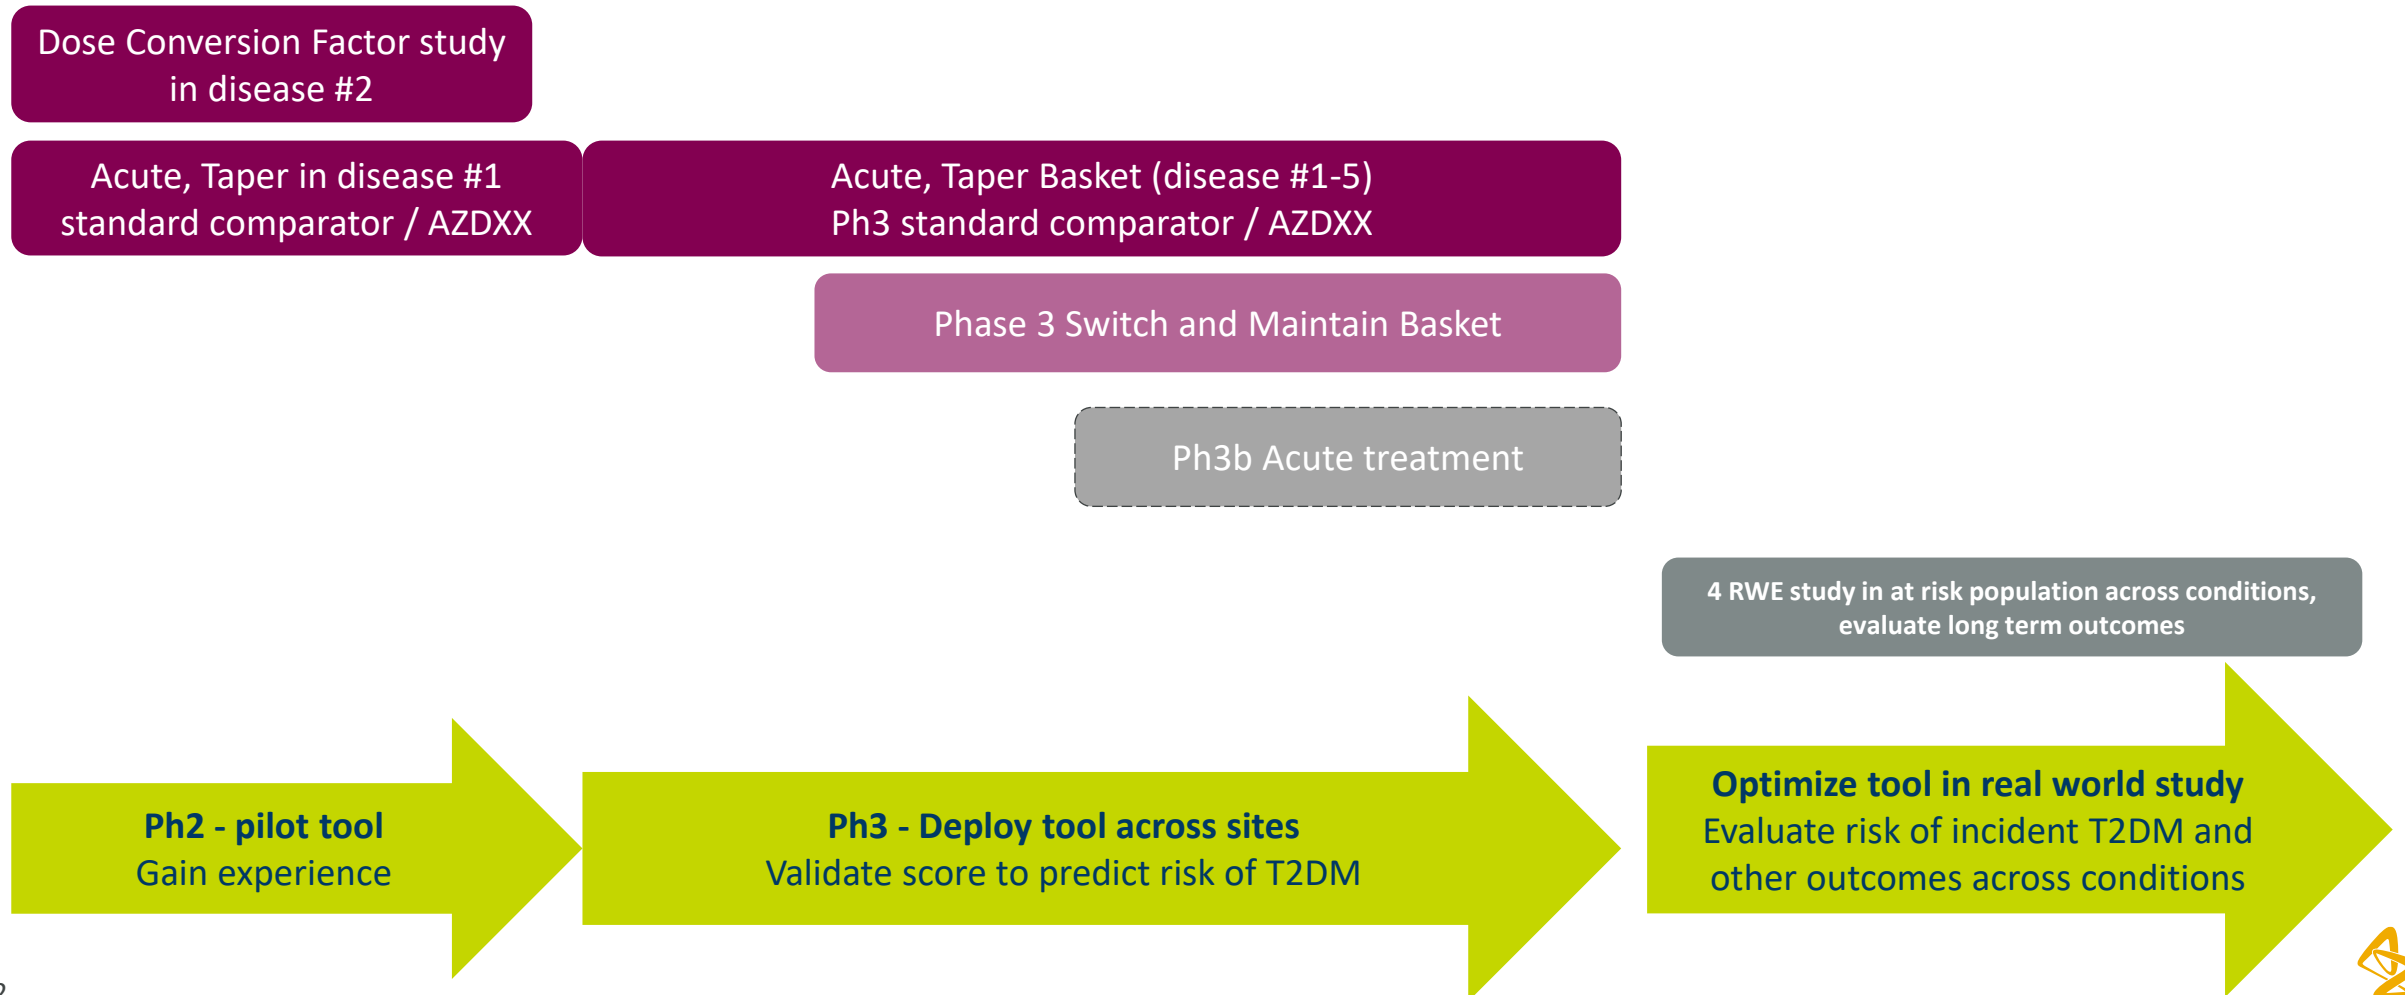 Dose Conversion Factor study
in disease #2
Acute, Taper in disease #1
standard comparator / AZDXX
Acute, Taper Basket (disease #1-5)
Ph3 standard comparator / AZDXX
Phase 3 Switch and Maintain Basket
Ph3b Acute treatment
4 RWE study in at risk population across conditions,
evaluate long term outcomes
Ph2 - pilot tool
Gain experience
Ph3 - Deploy tool across sites
Validate score to predict risk of T2DM
Optimize tool in real world study
Evaluate risk of incident T2DM and
other outcomes across conditions